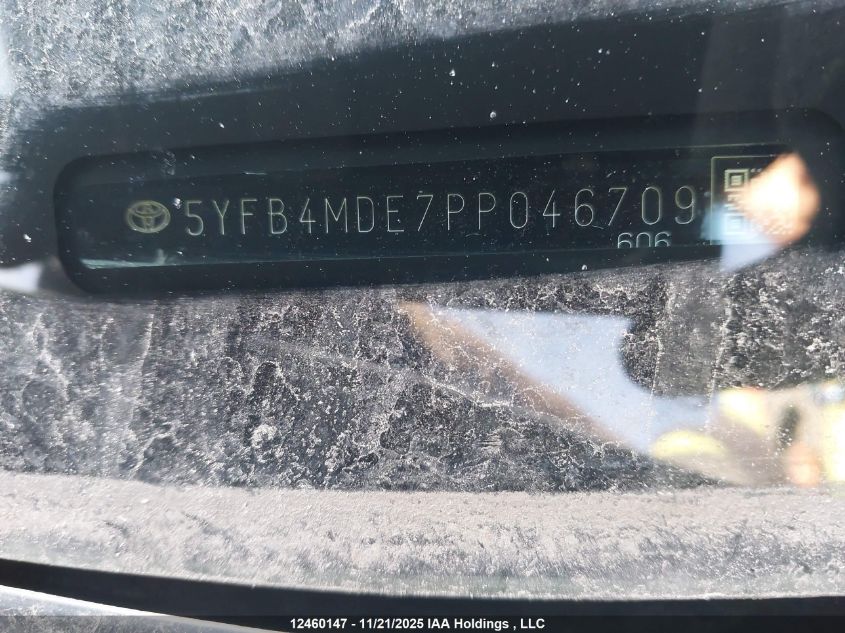 5YFB4MDE7PP046709
606
12460147 - 11/21/2025 IAA Holdings , LLC